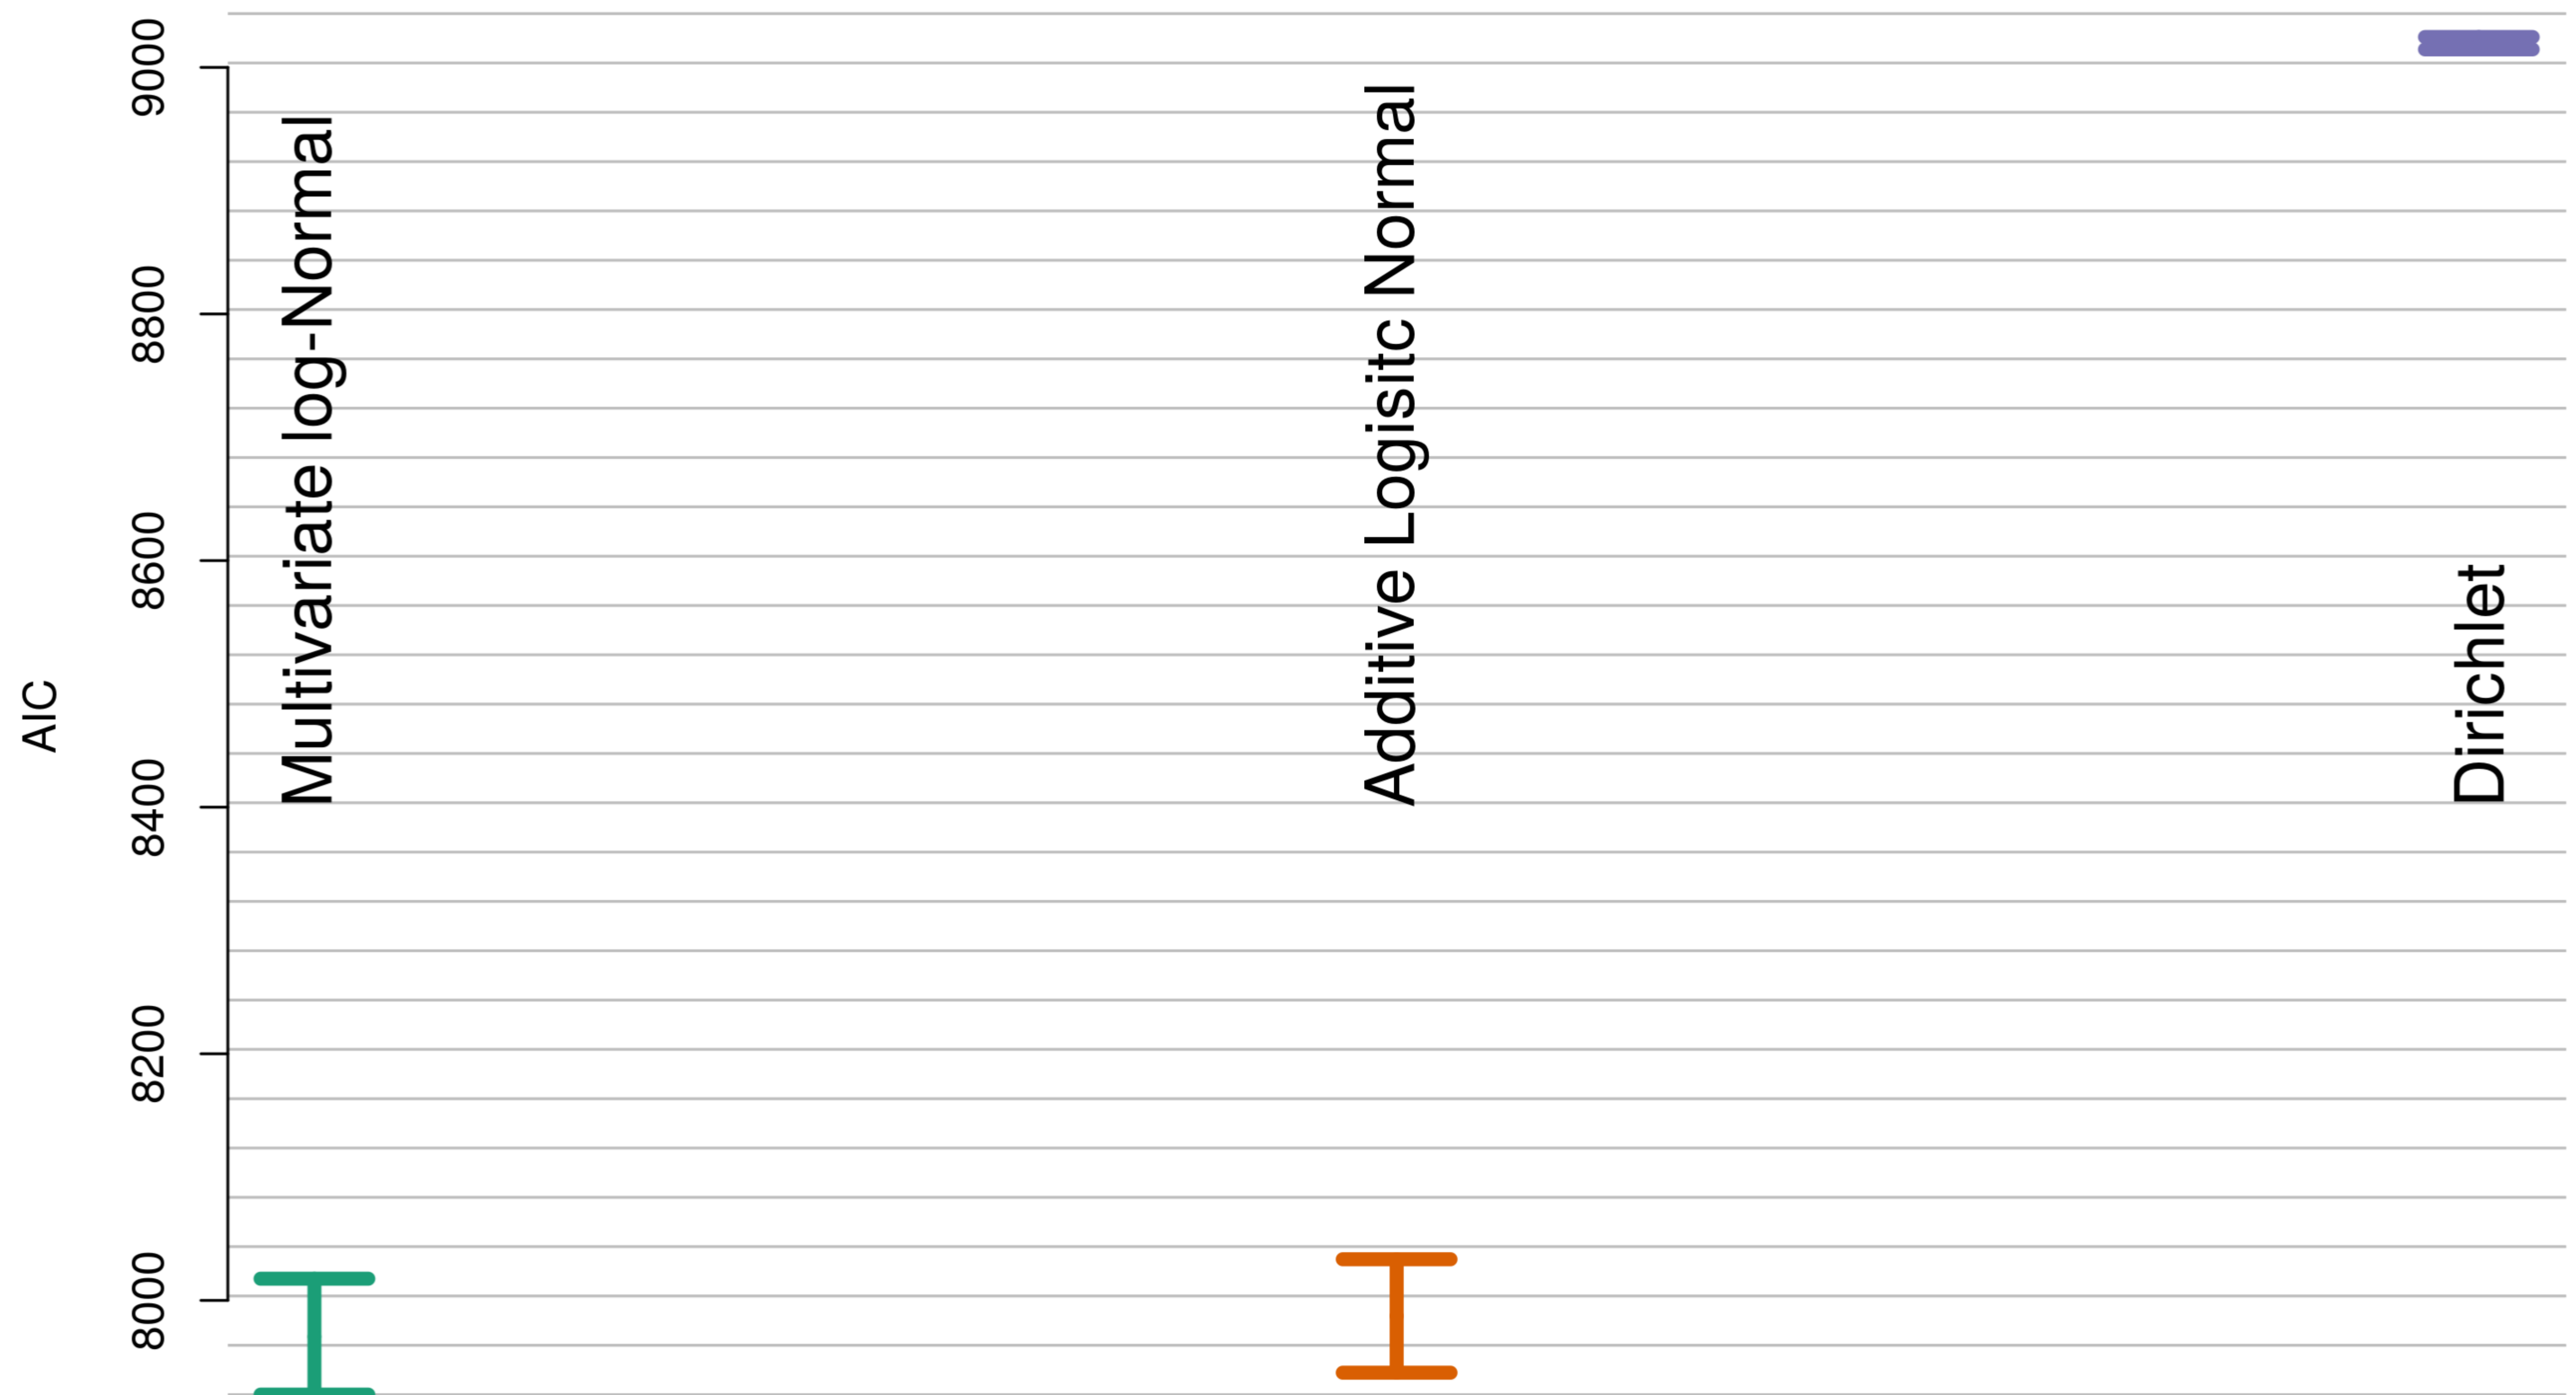 AIC
9000
8800
8600
8400
8200
8000
Multivariate log-Normal
Additive Logisitc Normal
Dirichlet